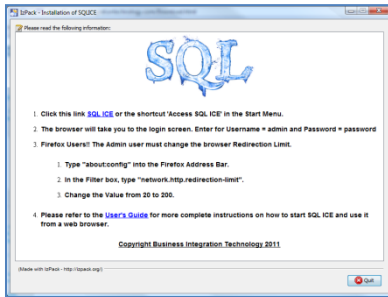 IzPack - Installation of SQLICE
Please read the following information:
SQL
1. Click this link SQL ICE or the shortcut 'Access SQL ICE' in the Start Menu.
2. The browser will take you to the login screen. Enter for Username = admin and Password = password
3. Firefox Users!! The Admin user must change the browser Redirection Limit.
1. Type "about:config" into the Firefox Address Bar.
2. In the Filter box, type "network.http.redirection-limit".
3. Change the Value from 20 to 200.
4. Please refer to the User's Guide for more complete instructions on how to start SQL ICE and use it
from a web browser.
Copyright Business Integration Technology 2011
(Made with IzPack - http://izpack.org/)
Quit